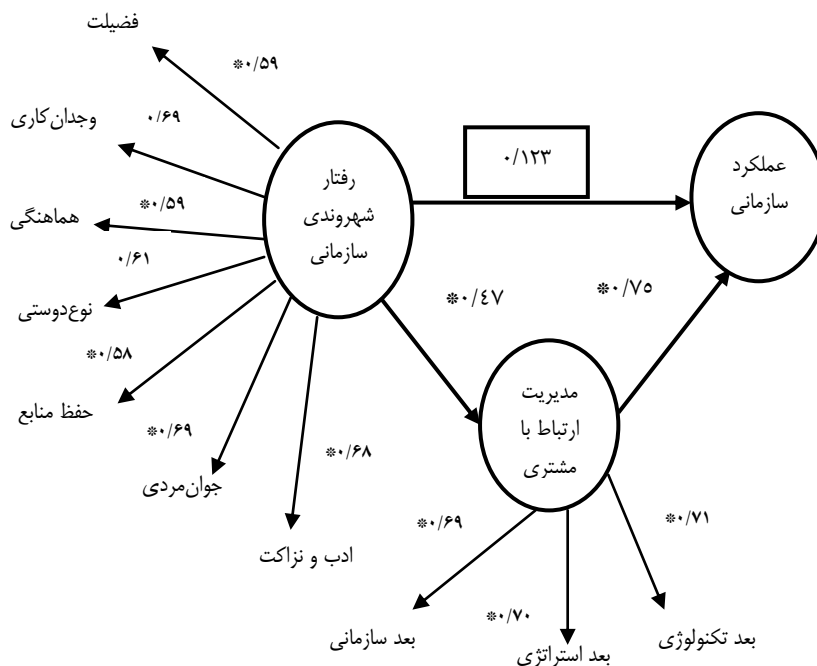 فضیلت
*۰/۵۹
وجدان‌کاری
۰/۶۹
هماهنگی
*۰/۵۹
نوع‌دوستی
۰/۶۱
حفظ منابع
*۰/۵۸
جوان‌مردی
*۰/۶۹
ادب و نزاکت
*۰/۶۸
رفتار
شهروندی
سازمانی
۰/۱۲۳
عملکرد
سازمانی
*۰/٤٧
*۰/٧٥
مدیریت
ارتباط با
مشتری
*۰/۶۹
*۰/۷۰
*۰/۷۱
بعد سازمانی
بعد استراتژی
بعد تکنولوژی